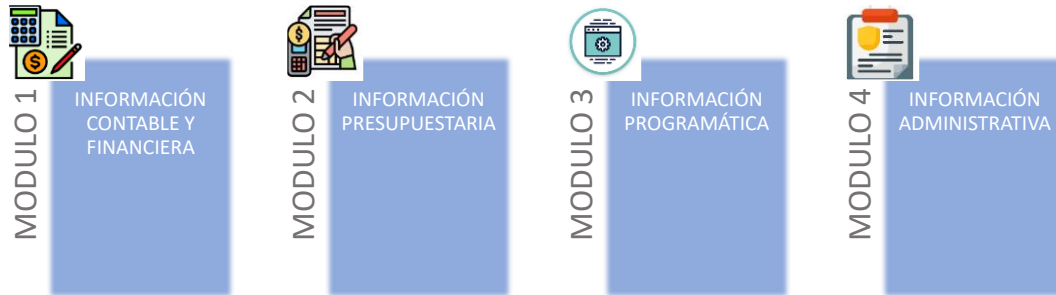 MODULO 1
INFORMACIÓN
CONTABLE Y
FINANCIERA
MODULO 2
INFORMACIÓN
PRESUPUESTARIA
MODULO 3
INFORMACIÓN
PROGRAMÁTICA
MODULO 4
INFORMACIÓN
ADMINISTRATIVA